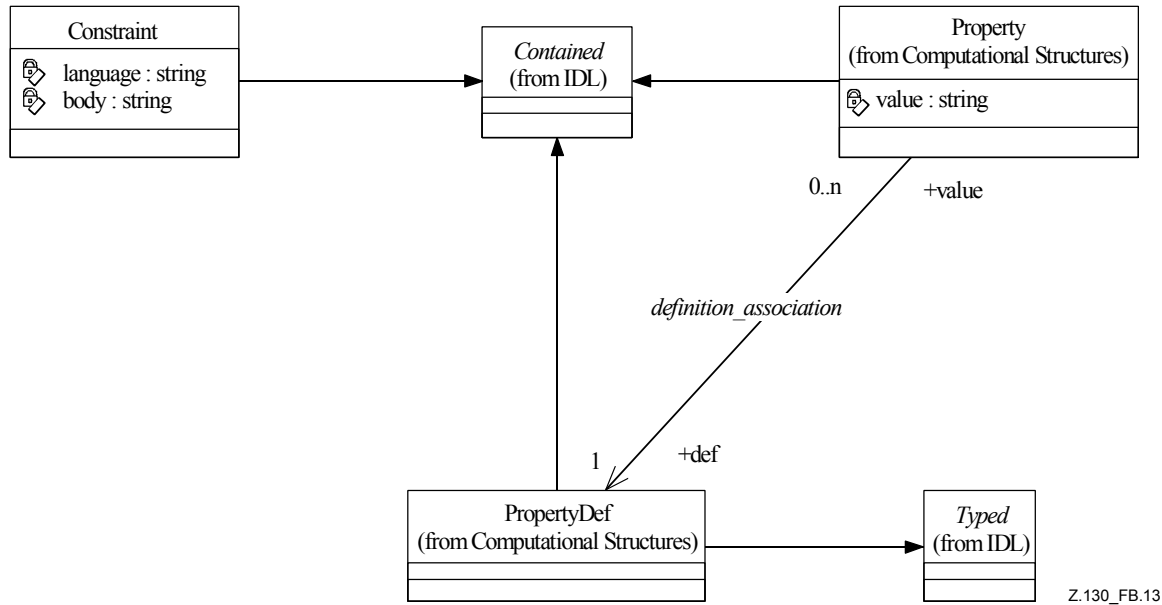 Constraint
language : string
body : string
Contained
(from IDL)
Property
(from Computational Structures)
value : string
0..n
+value
definition_association
1
+def
PropertyDef
(from Computational Structures)
Typed
(from IDL)
Z.130_FB.13